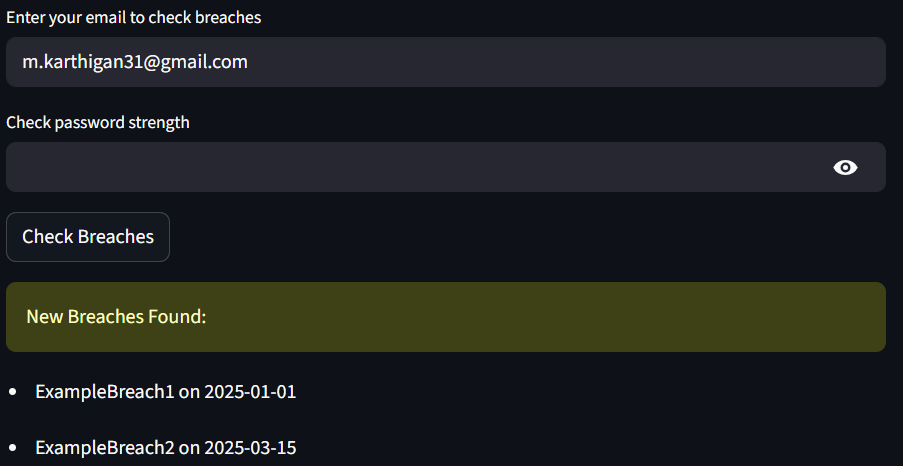 Enter your email to check breaches
m.karthigan31@gmail.com
Check password strength
Check Breaches
New Breaches Found:
ExampleBreach1 on 2025-01-01
ExampleBreach2 on 2025-03-15